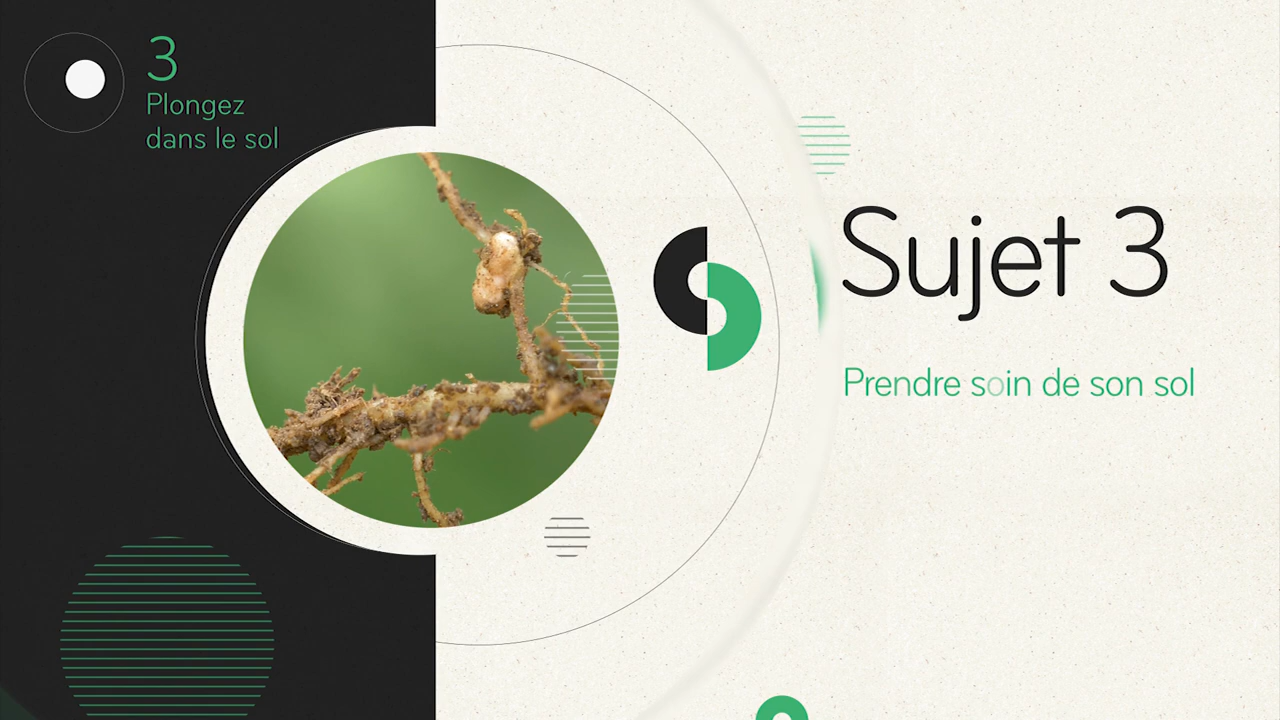 3
Plongez
dans le sol
Sujet 3
Prendre soin de son sol